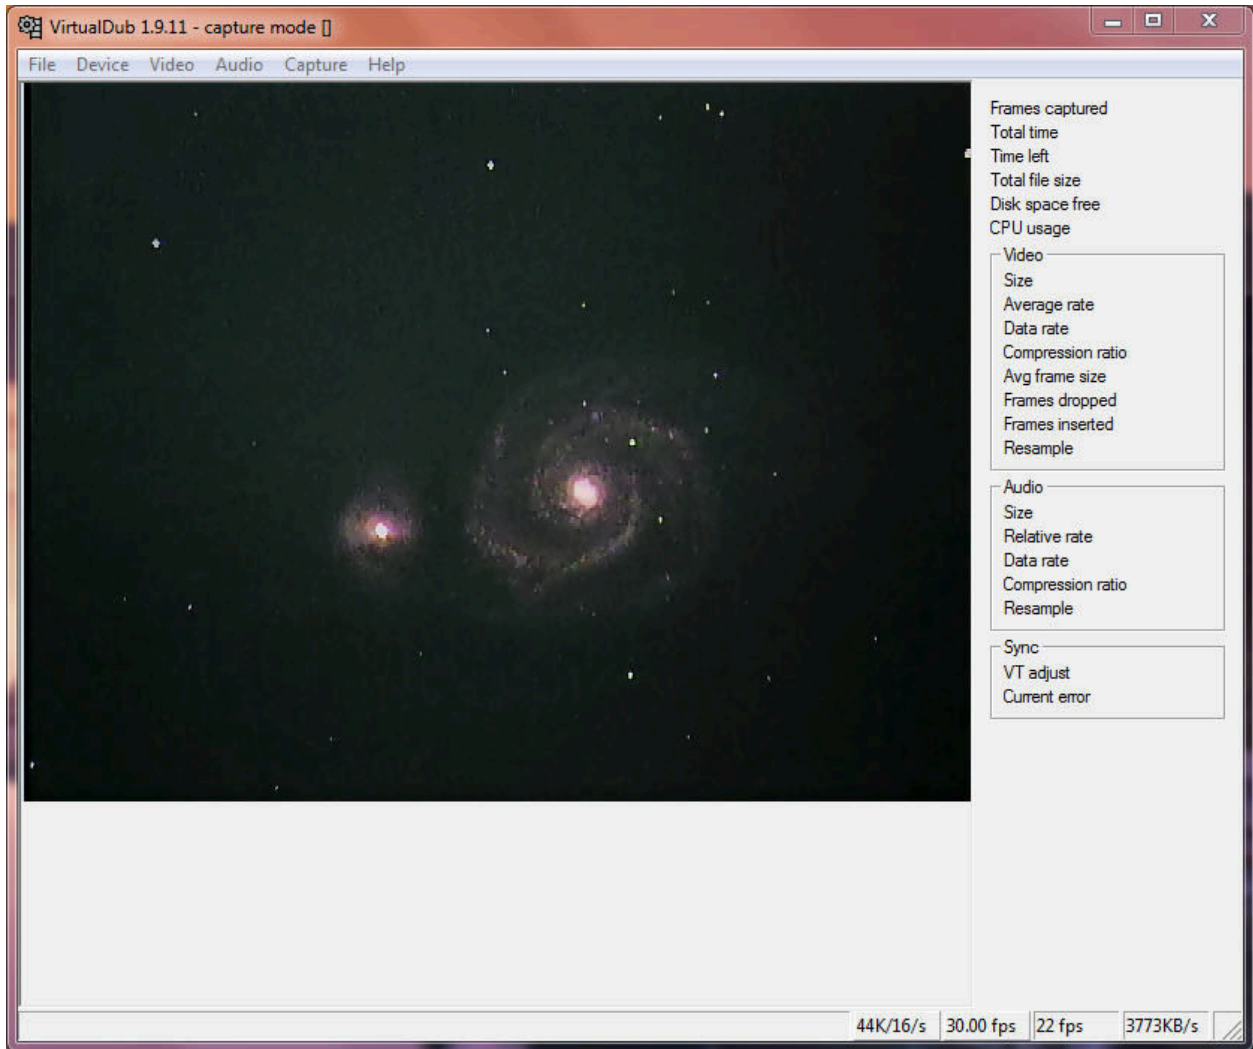 VirtualDub 1.9.11 - capture mode []
File Device Video Audio Capture Help
Frames captured
Total time
Time left
Total file size
Disk space free
CPU usage
Video
Size
Average rate
Data rate
Compression ratio
Avg frame size
Frames dropped
Frames inserted
Resample
Audio
Size
Relative rate
Data rate
Compression ratio
Resample
Sync
VT adjust
Current error
44K/16/s 30.00 fps 22 fps 3773KB/s